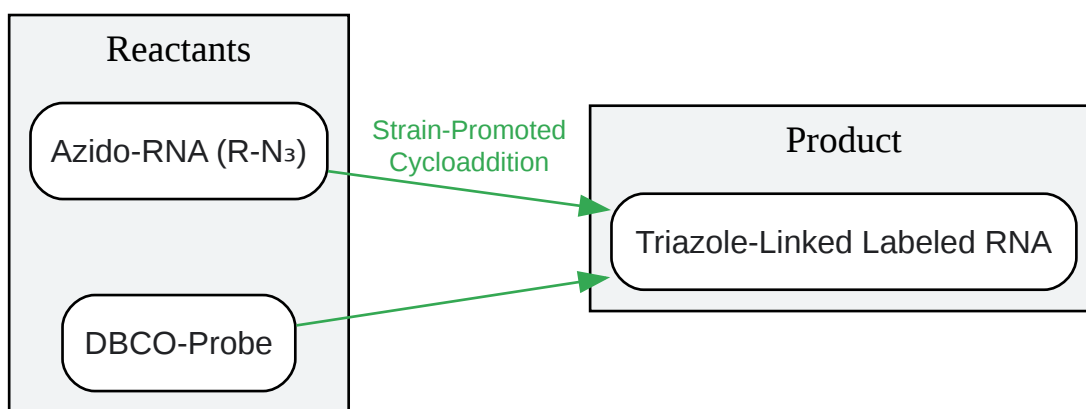 Reactants
Azido-RNA (R-N₃)
DBCO-Probe
Strain-Promoted
Cycloaddition
Product
Triazole-Linked Labeled RNA